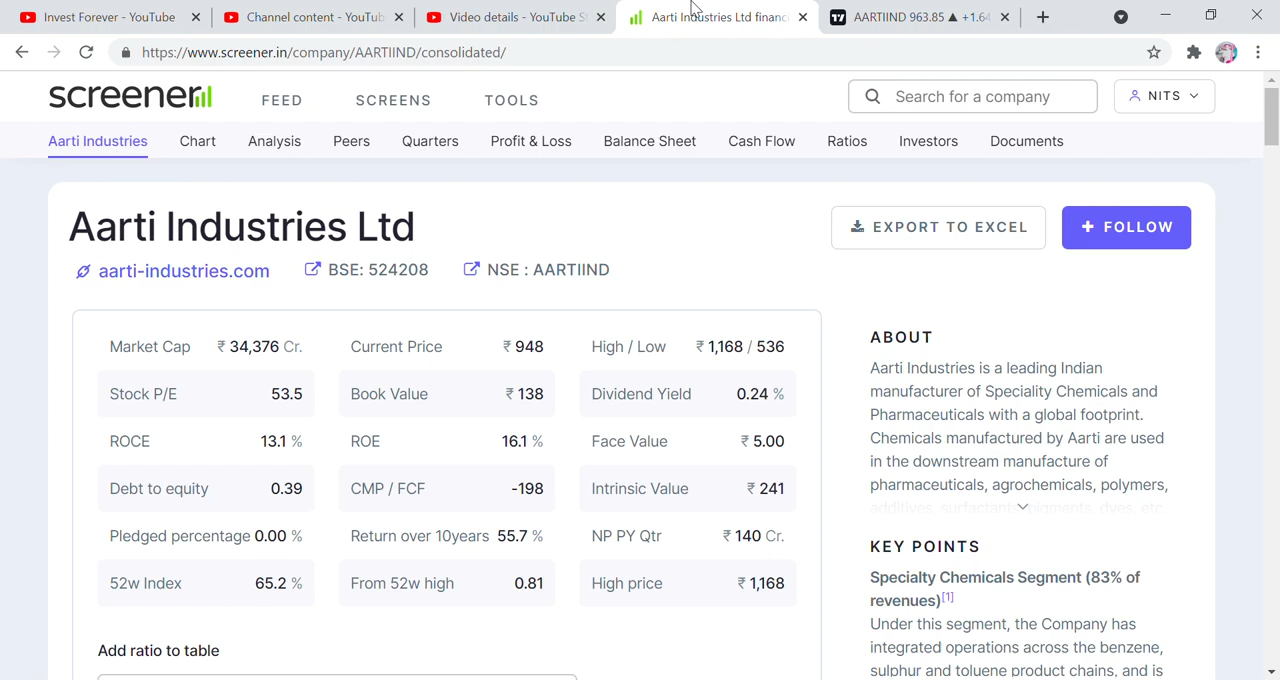 Invest Forever - YouTube
Channel content - YouTub
Video details - YouTube S
Aarti Industries Ltd financ
AARTIIND 963.85 ▲ +1.64
https://www.screener.in/company/AARTIIND/consolidated/
screener
FEED SCREENS TOOLS
Search for a company
NITS
Aarti Industries Chart Analysis Peers Quarters Profit & Loss Balance Sheet Cash Flow Ratios Investors Documents
Aarti Industries Ltd
EXPORT TO EXCEL
+ FOLLOW
aarti-industries.com BSE: 524208 NSE : AARTIIND
Market Cap ₹ 34,376 Cr. Current Price ₹ 948 High / Low ₹ 1,168 / 536
Stock P/E 53.5 Book Value ₹ 138 Dividend Yield 0.24 %
ROCE 13.1 % ROE 16.1 % Face Value ₹ 5.00
Debt to equity 0.39 CMP / FCF -198 Intrinsic Value ₹ 241
Pledged percentage 0.00 % Return over 10years 55.7 % NP PY Qtr ₹ 140 Cr.
52w Index 65.2 % From 52w high 0.81 High price ₹ 1,168
Add ratio to table
ABOUT
Aarti Industries is a leading Indian
manufacturer of Speciality Chemicals and
Pharmaceuticals with a global footprint.
Chemicals manufactured by Aarti are used
in the downstream manufacture of
pharmaceuticals, agrochemicals, polymers,
additives, surfactants, pigments, dyes, etc.
KEY POINTS
Specialty Chemicals Segment (83% of
revenues)[1]
Under this segment, the Company has
integrated operations across the benzene,
sulphur and toluene product chains, and is